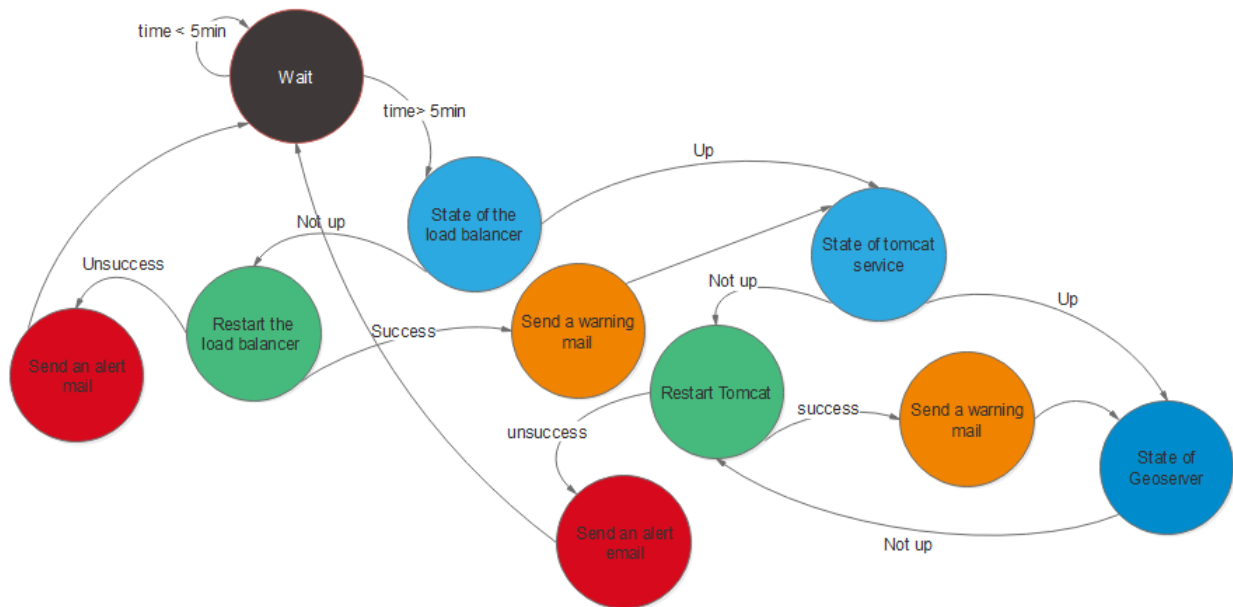 time < 5min
Wait
time> 5min
Up
State of the
load balancer
Not up
State of tomcat
service
Unsuccess
Not up
Up
Restart the
load balancer
Success
Send a warning
mail
Send an alert
mail
Restart Tomcat
success
Send a warning
mail
unsuccess
State of
Geoserver
Send an alert
email
Not up